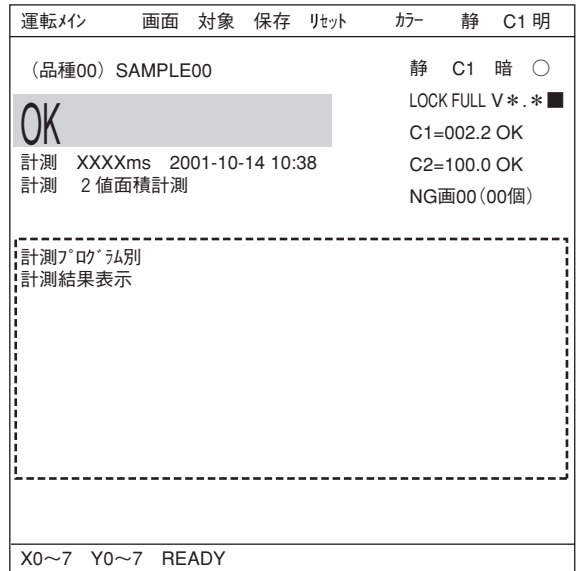 運転ﾒｲﾝ 画面 対象 保存 ﾘｾｯﾄ ｶﾗｰ 静 C1 明
（品種00）SAMPLE00 静 C1 暗 ○
LOCK FULL V＊.＊■
OK
C1=002.2 OK
計測 XXXXms 2001-10-14 10:38 C2=100.0 OK
計測 2値面積計測
NG画00（00個）
計測ﾌﾟﾛｸﾞﾗﾑ別
計測結果表示
X0～7 Y0～7 READY